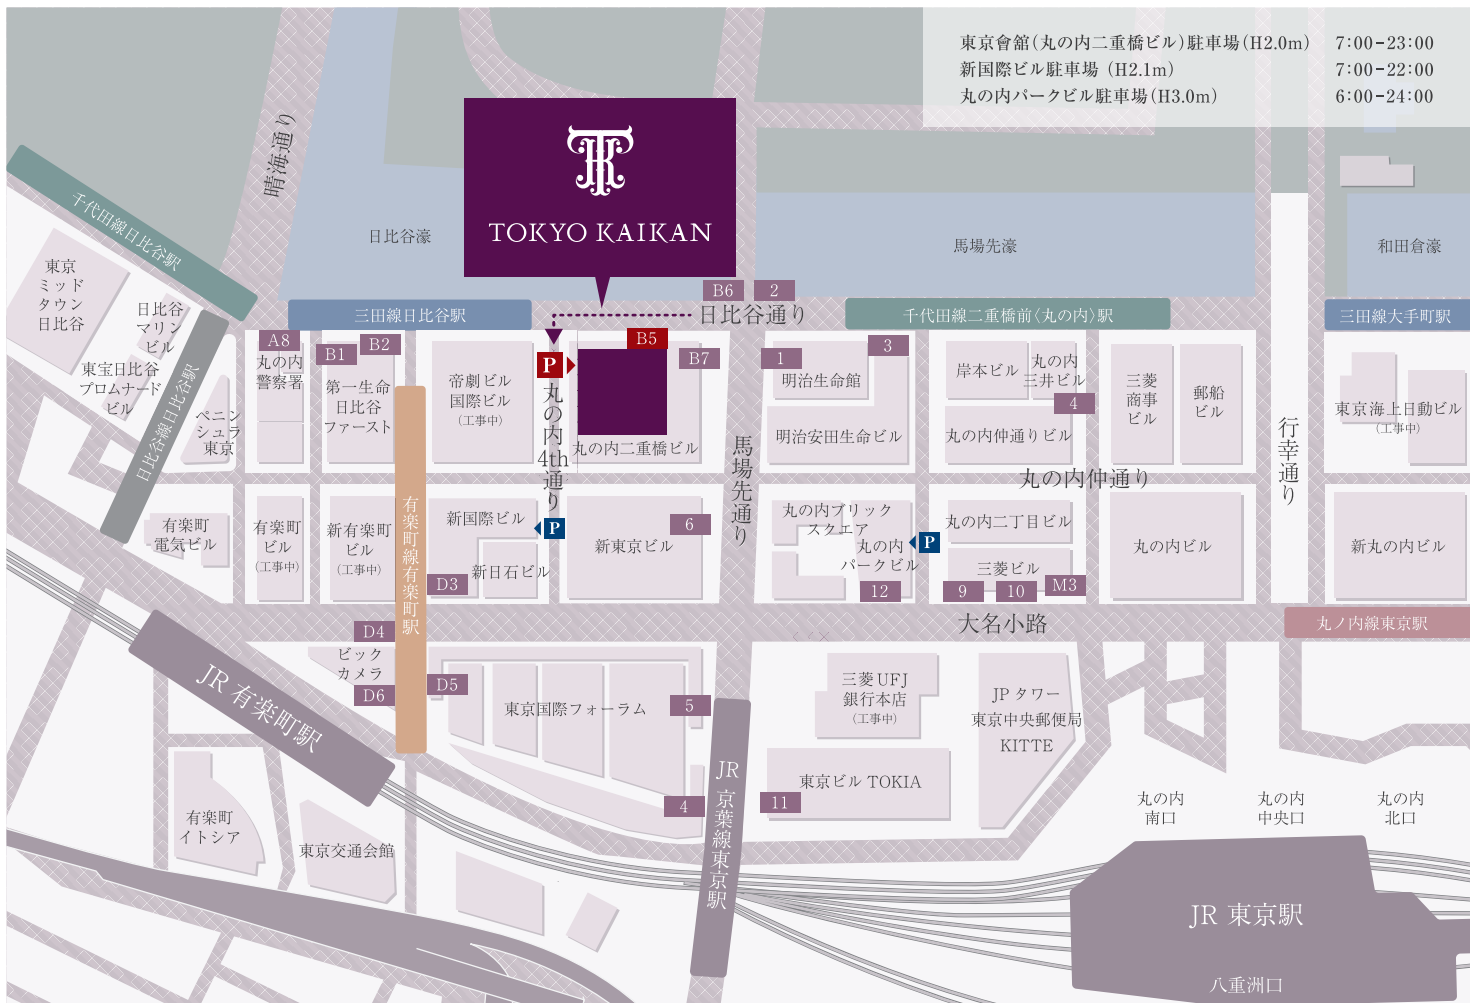 東京會舘(丸の内二重橋ビル)駐車場(H2.0m) 7:00-23:00
新国際ビル駐車場 (H2.1m) 7:00-22:00
丸の内パークビル駐車場(H3.0m) 6:00-24:00
TOKYO KAIKAN
晴海通り
千代田線日比谷駅
日比谷濠
馬場先濠
和田倉濠
東京
ミッド
タウン
日比谷
日比谷
マリン
ビル
東宝日比谷
プロムナード
ビル
日比谷線日比谷駅
ペニン
シュラ
東京
三田線日比谷駅
B6
2
日比谷通り
千代田線二重橋前〈丸の内〉駅
三田線大手町駅
A8
丸の内
警察署
B1
B2
第一生命
日比谷
ファースト
帝劇ビル
国際ビル
(工事中)
P
B5
B7
丸の内二重橋ビル
丸の内4th通り
1
3
明治生命館
明治安田生命ビル
岸本ビル
丸の内
三井ビル
4
丸の内仲通りビル
三菱
商事
ビル
郵船
ビル
行幸通り
東京海上日動ビル
(工事中)
馬場先通り
丸の内仲通り
有楽町
電気ビル
有楽町
ビル
(工事中)
新有楽町
ビル
(工事中)
有楽町線有楽町駅
新国際ビル
P
新日石ビル
D3
新東京ビル
6
丸の内ブリック
スクエア
丸の内
パークビル
P
12
丸の内二丁目ビル
三菱ビル
9
10
M3
丸の内ビル
新丸の内ビル
大名小路
丸ノ内線東京駅
JR 有楽町駅
D4
ビック
カメラ
D6
D5
東京国際フォーラム
5
4
JR 京葉線東京駅
三菱 UFJ
銀行本店
(工事中)
東京ビル TOKIA
11
JP タワー
東京中央郵便局
KITTE
有楽町
イトシア
東京交通会館
丸の内
南口
丸の内
中央口
丸の内
北口
JR 東京駅
八重洲口